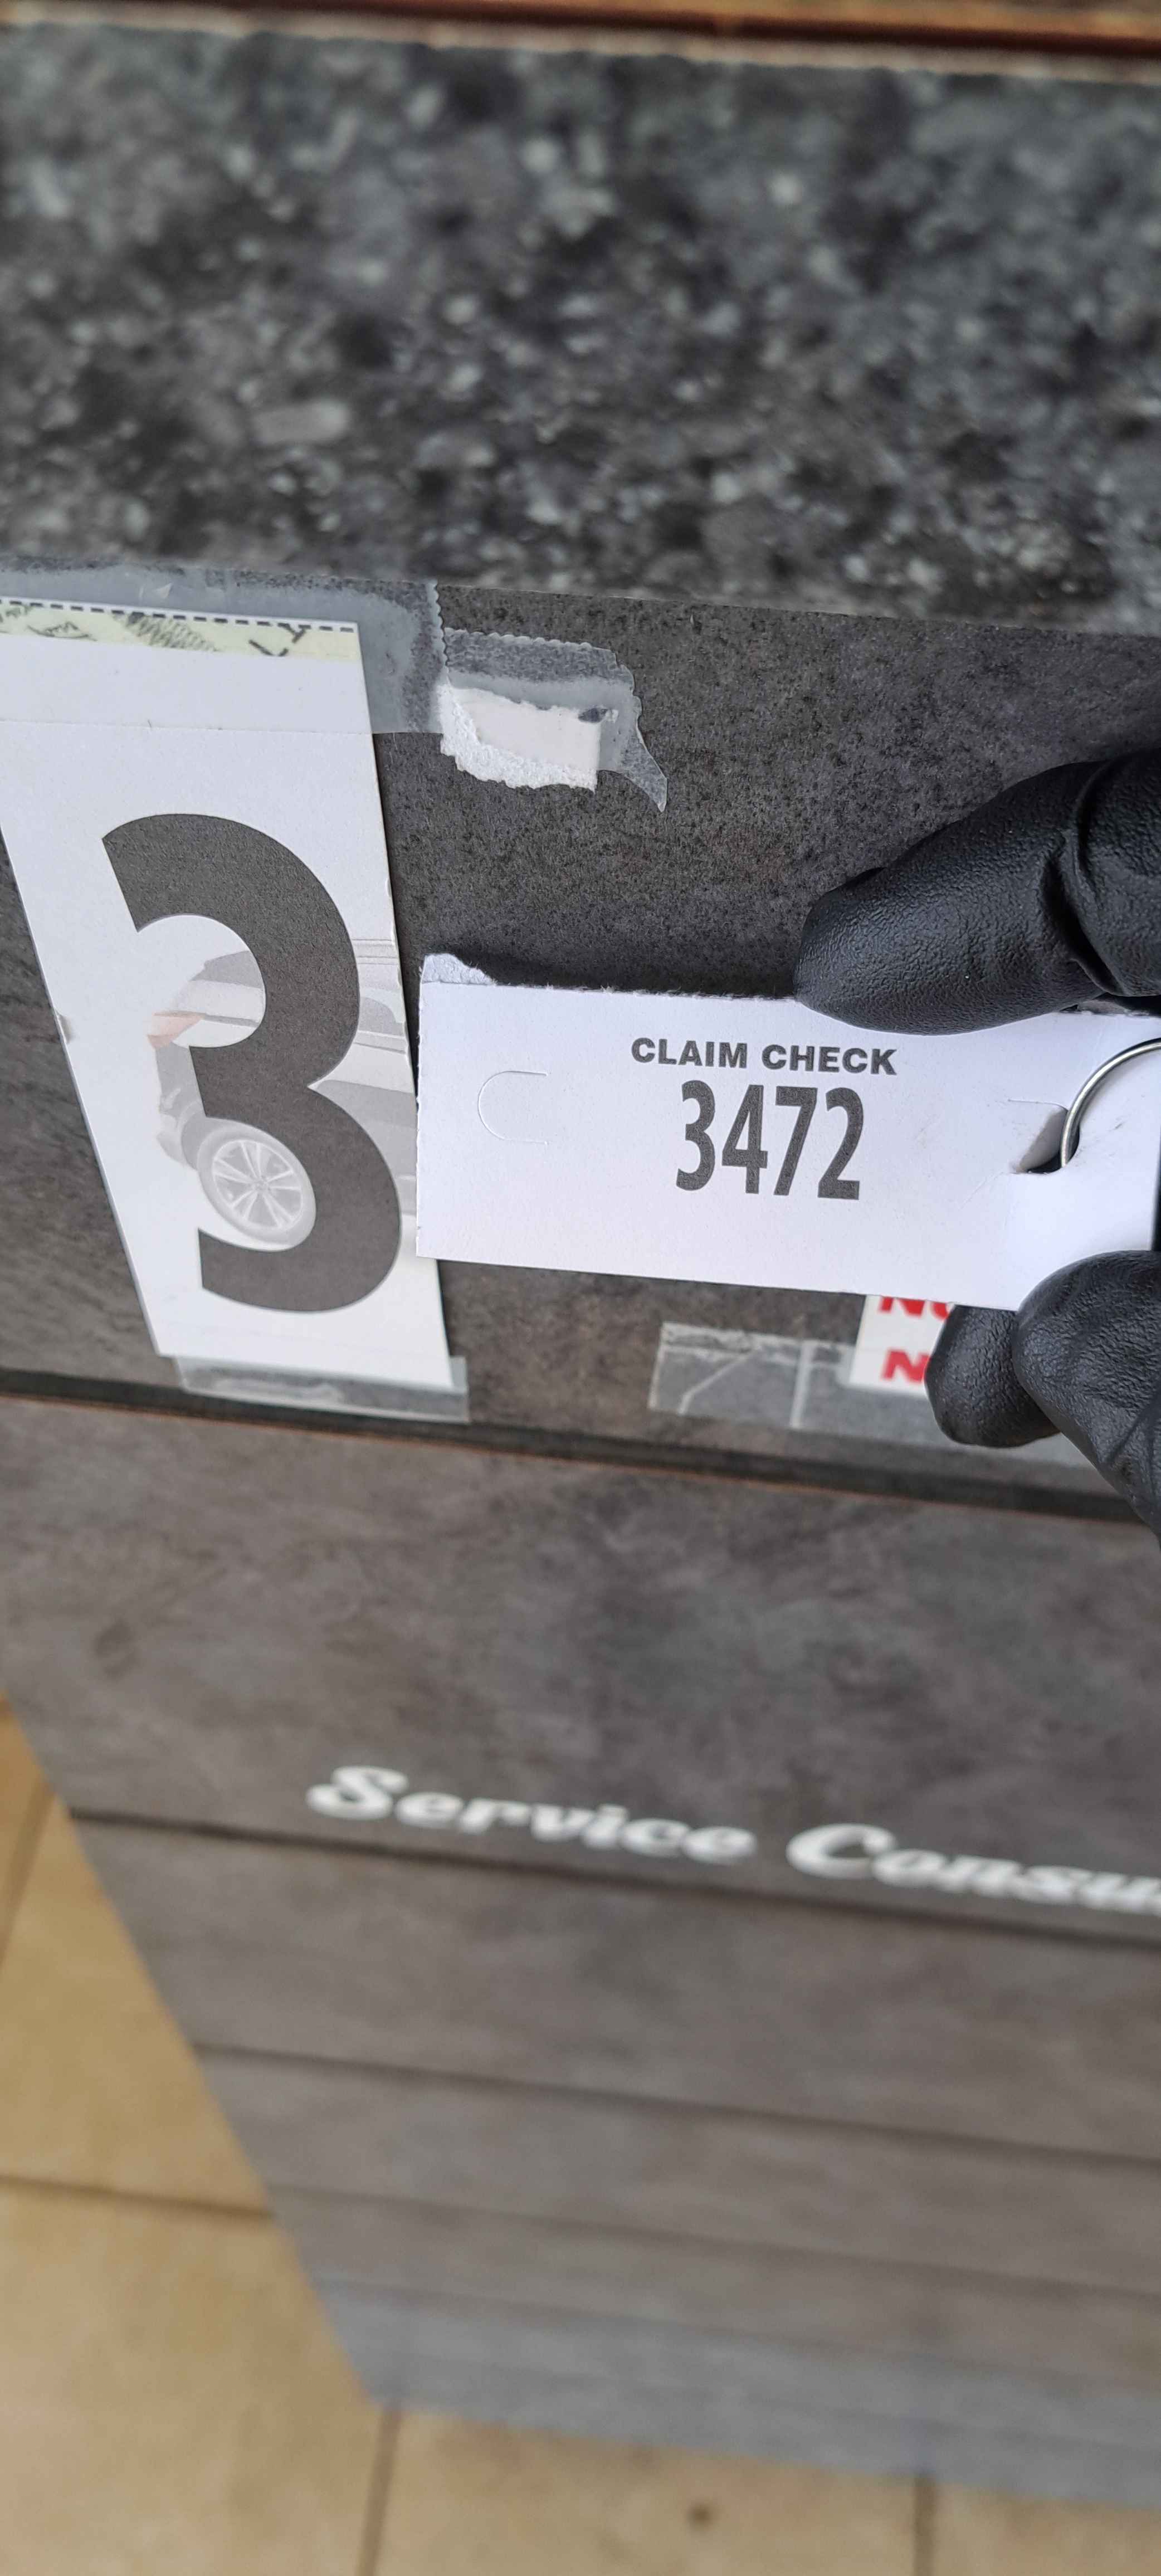 3
CLAIM CHECK
3472
Service